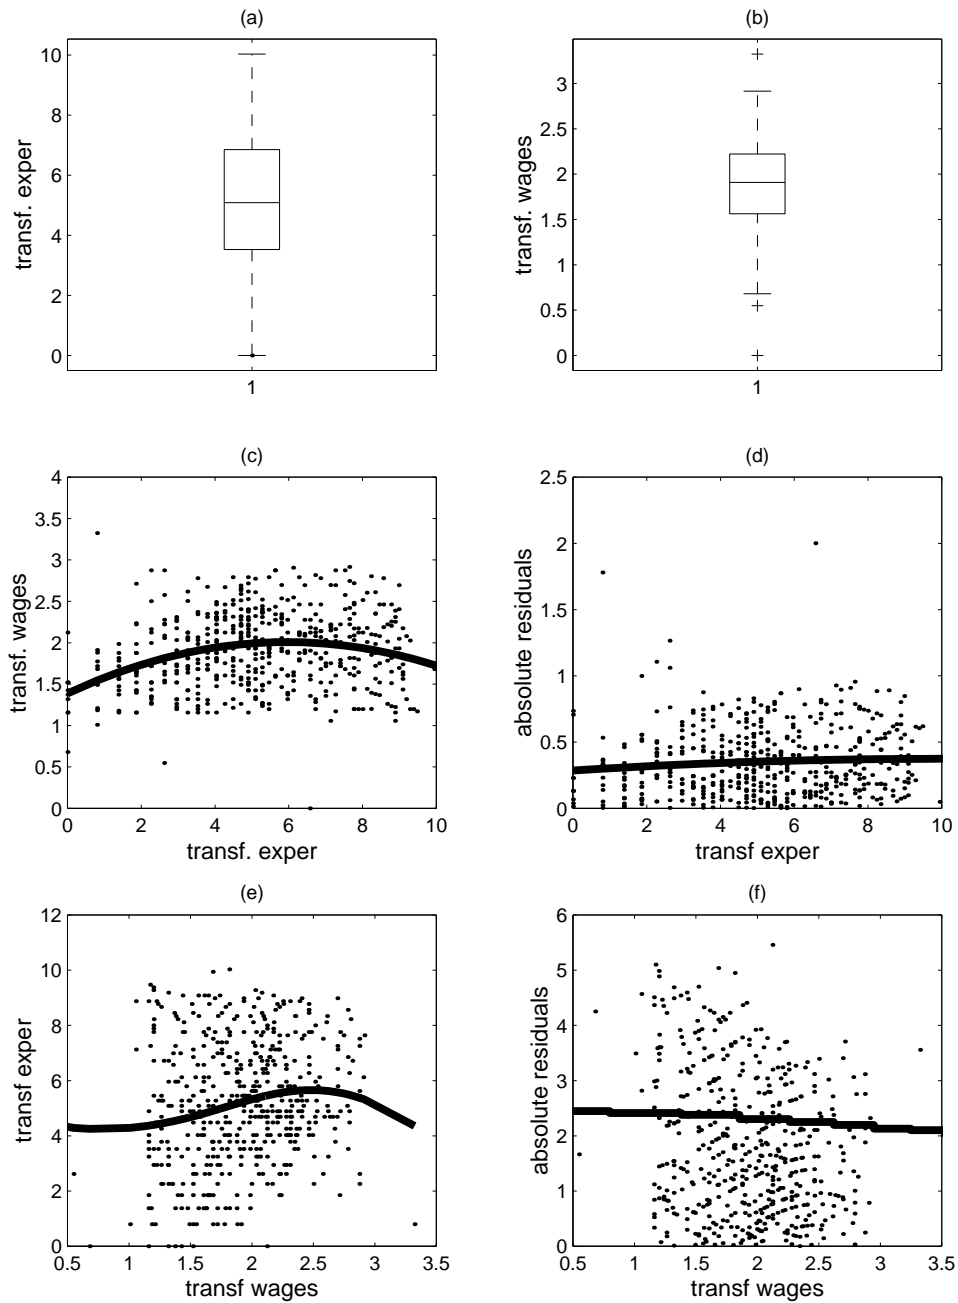 (a)
10
8
6
4
2
0
transf. exper
1
(b)
3
2.5
2
1.5
1
0.5
0
transf. wages
1
(c)
4
3.5
3
2.5
2
1.5
1
0.5
0
transf. wages
0 2 4 6 8 10
transf. exper
(d)
2.5
2
1.5
1
0.5
0
absolute residuals
0 2 4 6 8 10
transf exper
(e)
12
10
8
6
4
2
0
transf exper
0.5 1 1.5 2 2.5 3 3.5
transf wages
(f)
6
5
4
3
2
1
0
absolute residuals
0.5 1 1.5 2 2.5 3 3.5
transf wages